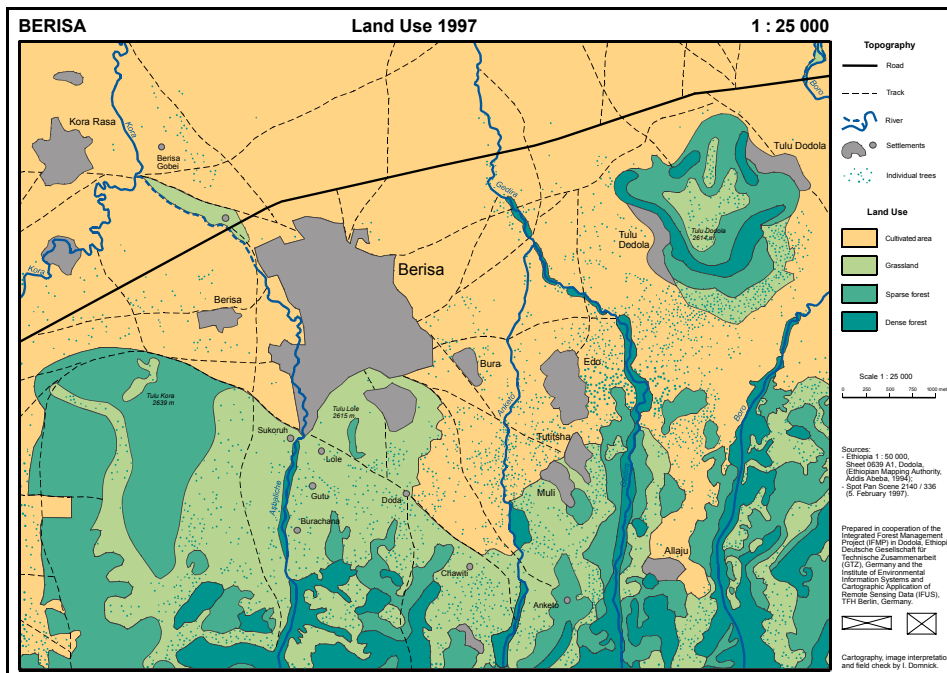 BERISA
Land Use 1997
1 : 25 000
Topography
Road
Track
River
Settlements
Individual trees
Land Use
Cultivated area
Grassland
Sparse forest
Dense forest
Scale 1 : 25 000
0 250 500 750 1000 met
Sources:
- Ethiopia 1 : 50 000,
Sheet 0639 A1, Dodola,
(Ethiopian Mapping Authority,
Addis Abeba, 1994);
- Spot Pan Scene 2140 / 336
(5. February 1997).
Prepared in cooperation of the
Integrated Forest Management
Project (IFMP) in Dodola, Ethiopi
Deutsche Gesellschaft für
Technische Zusammenarbeit
(GTZ), Germany and the
Institute of Environmental
Information Systems and
Cartographic Application of
Remote Sensing Data (IFUS),
TFH Berlin, Germany.
Cartography, image interpretatio
and field check by I. Domnick.
Kora Rasa
Kora
Berisa
Gobei
Boro
Tulu Dodola
Gedira
Tulu
Dodola
Tulu Dodola
2614 m
Kora
Berisa
Berisa
Bura
Edo
Tulu Kora
2639 m
Tulu Lole
2615 m
Anketo
Boro
Sukoruh
Tutitsha
Lole
Gutu
Doda
Muli
Burachana
Allaju
Chawiti
Anketo